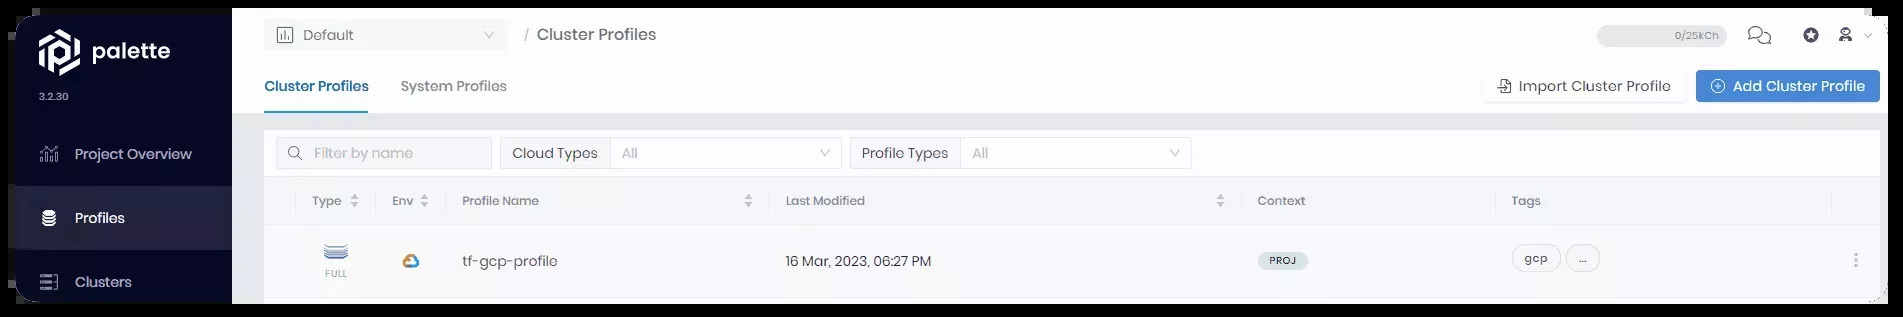 palette
3.2.30
Project Overview
Profiles
Clusters
Default / Cluster Profiles 0/25kCh
Cluster Profiles System Profiles Import Cluster Profile Add Cluster Profile
Filter by name Cloud Types All Profile Types All
Type Env Profile Name Last Modified Context Tags
FULL tf-gcp-profile 16 Mar, 2023, 06:27 PM PROJ gcp ...